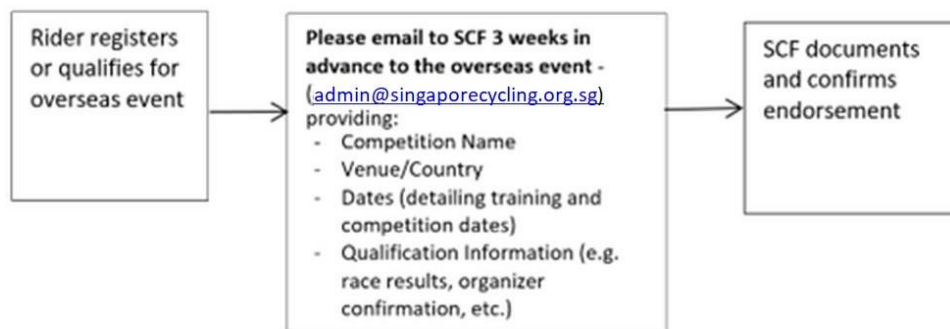 Rider registers
or qualifies for
overseas event
Please email to SCF 3 weeks in
advance to the overseas event -
(admin@singaporecycling.org.sg)
providing:
- Competition Name
- Venue/Country
- Dates (detailing training and
competition dates)
- Qualification Information (e.g.
race results, organizer
confirmation, etc.)
SCF documents
and confirms
endorsement